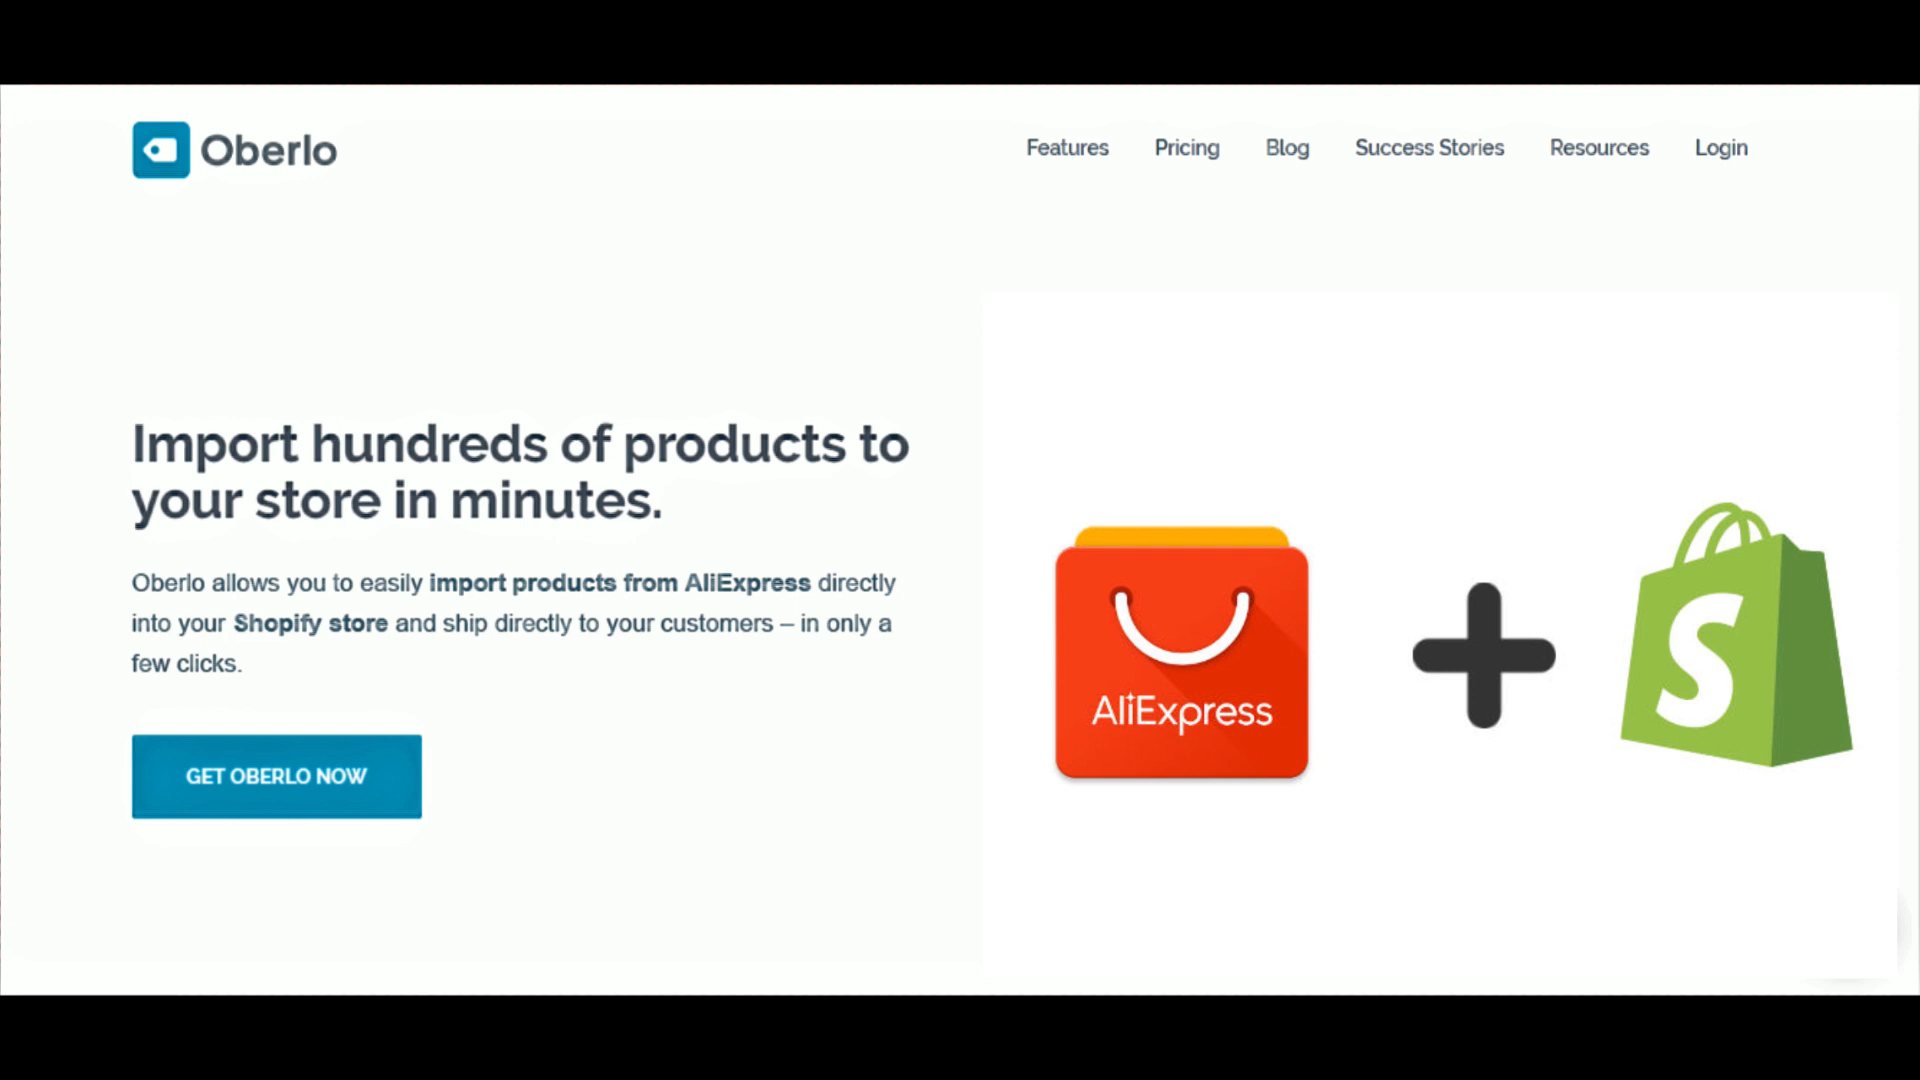 Oberlo
Features Pricing Blog Success Stories Resources Login
Import hundreds of products to
your store in minutes.
Oberlo allows you to easily import products from AliExpress directly
into your Shopify store and ship directly to your customers – in only a
few clicks.
GET OBERLO NOW
AliExpress
S